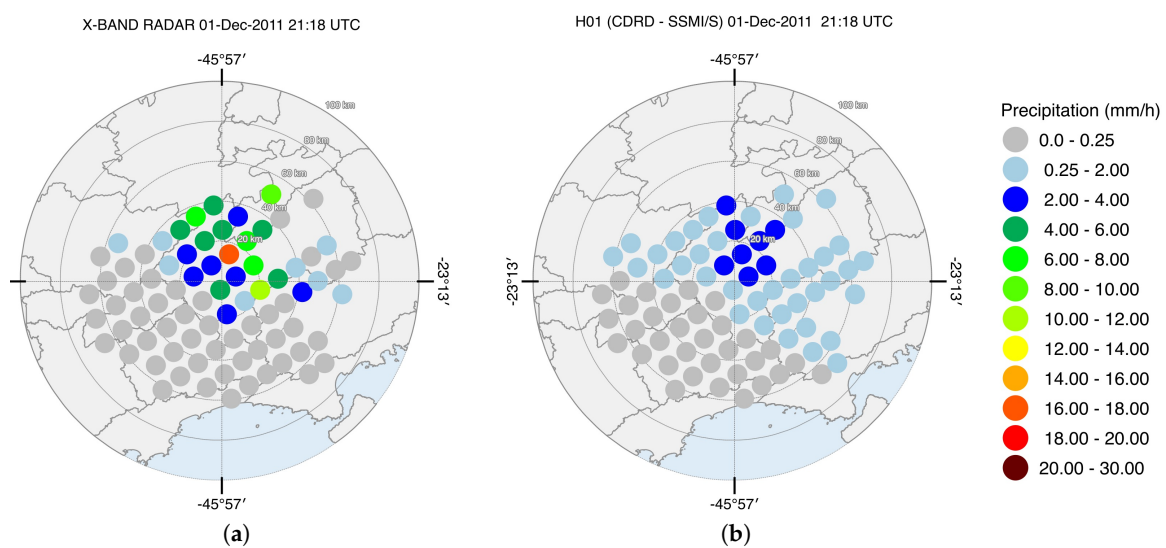 X-BAND RADAR 01-Dec-2011 21:18 UTC
H01 (CDRD - SSMI/S) 01-Dec-2011 21:18 UTC
-45°57′
-45°57′
100 km
80 km
60 km
40 km
20 km
100 km
80 km
60 km
40 km
20 km
Precipitation (mm/h)
0.0 - 0.25
0.25 - 2.00
2.00 - 4.00
4.00 - 6.00
6.00 - 8.00
8.00 - 10.00
10.00 - 12.00
12.00 - 14.00
14.00 - 16.00
16.00 - 18.00
18.00 - 20.00
20.00 - 30.00
-23°13′
-23°13′
-23°13′
-45°57′
-45°57′
(a)
(b)